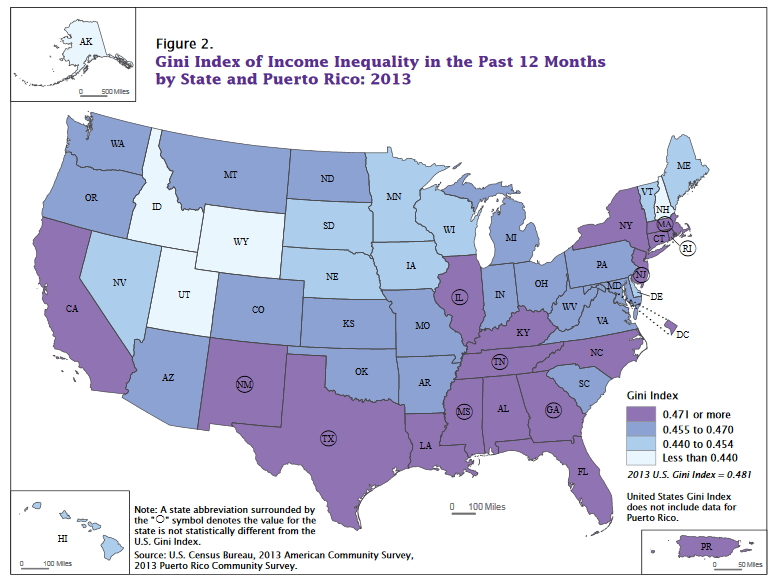 Figure 2.
Gini Index of Income Inequality in the Past 12 Months
by State and Puerto Rico: 2013
AK
0 500 Miles
WA
MT
ND
MN
ME
VT
NH
OR
ID
SD
WI
MI
NY
MA
CT
RI
WY
NE
IA
PA
NJ
NV
UT
CO
IL
IN
OH
MD
DE
WV
VA
DC
CA
KS
MO
KY
AZ
NM
OK
AR
TN
NC
SC
TX
LA
MS
AL
GA
FL
Gini Index
0.471 or more
0.455 to 0.470
0.440 to 0.454
Less than 0.440
2013 U.S. Gini Index = 0.481
United States Gini Index
does not include data for
Puerto Rico.
0 100 Miles
HI
0 100 Miles
Note: A state abbreviation surrounded by
the "○" symbol denotes the value for the
state is not statistically different from the
U.S. Gini Index.
Source: U.S. Census Bureau, 2013 American Community Survey,
2013 Puerto Rico Community Survey.
PR
0 50 Miles